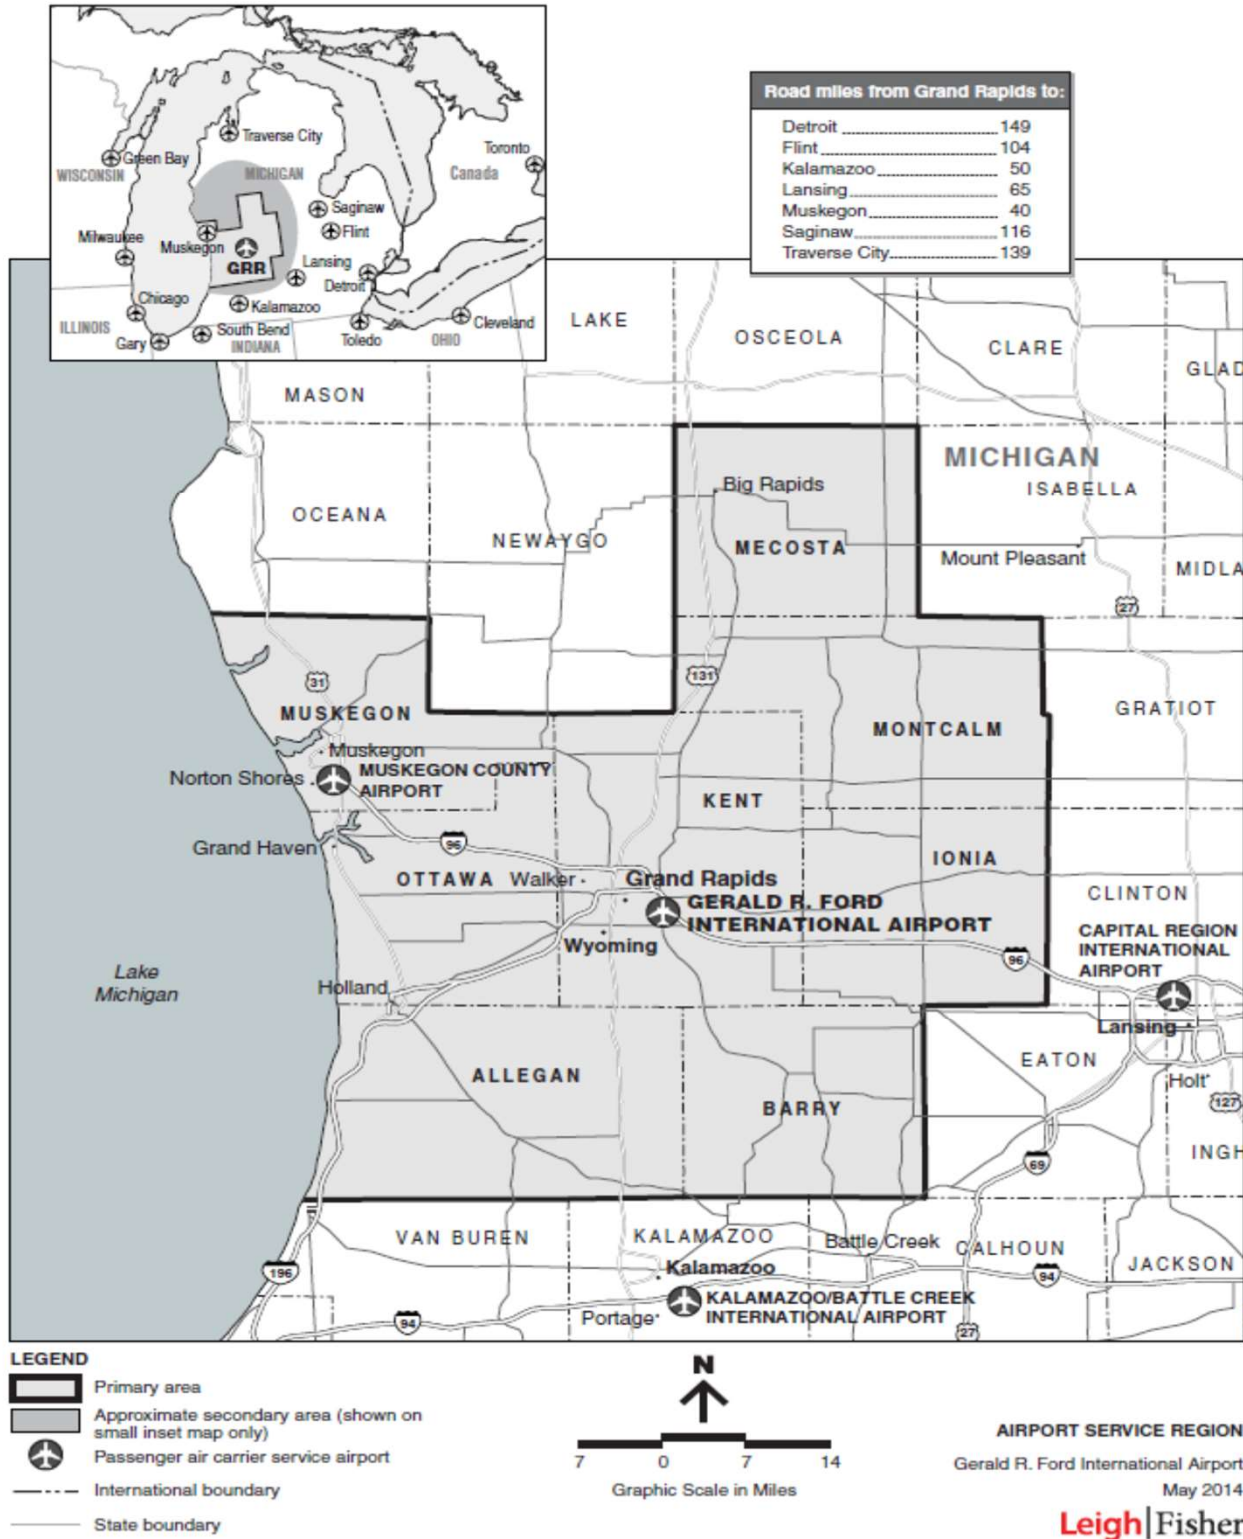 Traverse City
Green Bay
Toronto
WISCONSIN
MICHIGAN
Canada
Saginaw
Flint
Milwaukee
Muskegon
GRR
Lansing
Detroit
Chicago
Kalamazoo
ILLINOIS
South Bend
Cleveland
Gary
INDIANA
Toledo
OHIO
Road miles from Grand Rapids to:
Detroit 149
Flint 104
Kalamazoo 50
Lansing 65
Muskegon 40
Saginaw 116
Traverse City 139
LAKE
OSCEOLA
CLARE
GLAD
MASON
MICHIGAN
Big Rapids
ISABELLA
OCEANA
NEWAYGO
MECOSTA
Mount Pleasant
MIDLA
27
131
31
MUSKEGON
GRATIOT
MONTCALM
Muskegon
Norton Shores
MUSKEGON COUNTY
AIRPORT
KENT
Grand Haven
96
IONIA
OTTAWA
Walker
Grand Rapids
CLINTON
GERALD R. FORD
INTERNATIONAL AIRPORT
Wyoming
CAPITAL REGION
INTERNATIONAL
AIRPORT
96
Lake
Michigan
Holland
Lansing
EATON
ALLEGAN
Holt
127
BARRY
INGH
69
VAN BUREN
KALAMAZOO
Battle Creek
CALHOUN
JACKSON
Kalamazoo
196
94
KALAMAZOO/BATTLE CREEK
INTERNATIONAL AIRPORT
Portage
94
27
LEGEND
Primary area
Approximate secondary area (shown on
small inset map only)
Passenger air carrier service airport
International boundary
State boundary
N
7 0 7 14
Graphic Scale in Miles
AIRPORT SERVICE REGION
Gerald R. Ford International Airport
May 2014
Leigh|Fisher